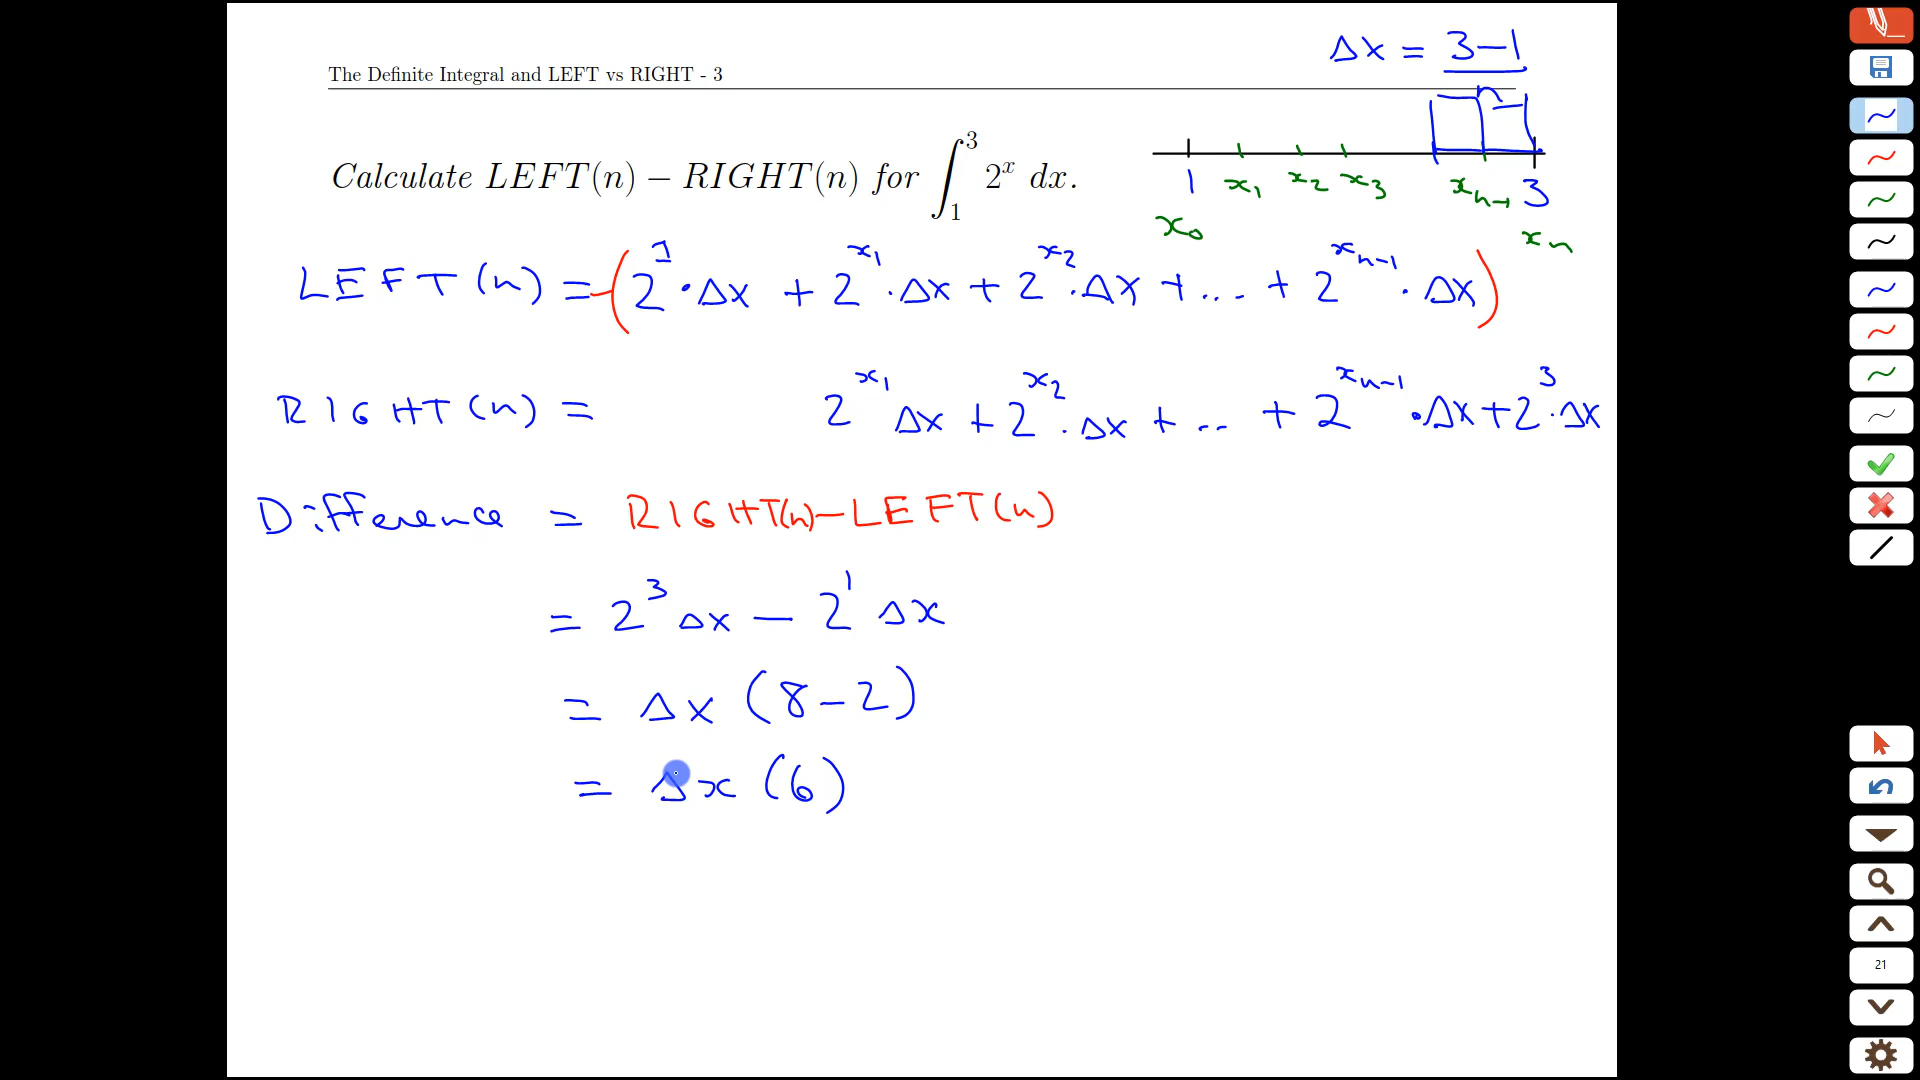 The Definite Integral and LEFT vs RIGHT - 3
Δx = 3-1 / n
Calculate LEFT(n) − RIGHT(n) for ∫₁³ 2ˣ dx.
1 x₁ x₂ x₃ xₙ₋₁ 3
x₀ xₙ
LEFT(n) = -(2¹·Δx + 2^x₁·Δx + 2^x₂·Δx + ... + 2^xₙ₋₁·Δx)
RIGHT(n) = 2^x₁ Δx + 2^x₂·Δx + .. + 2^xₙ₋₁·Δx + 2³·Δx
Difference = RIGHT(n) - LEFT(n)
= 2³ Δx - 2¹ Δx
= Δx (8-2)
= Δx (6)
21